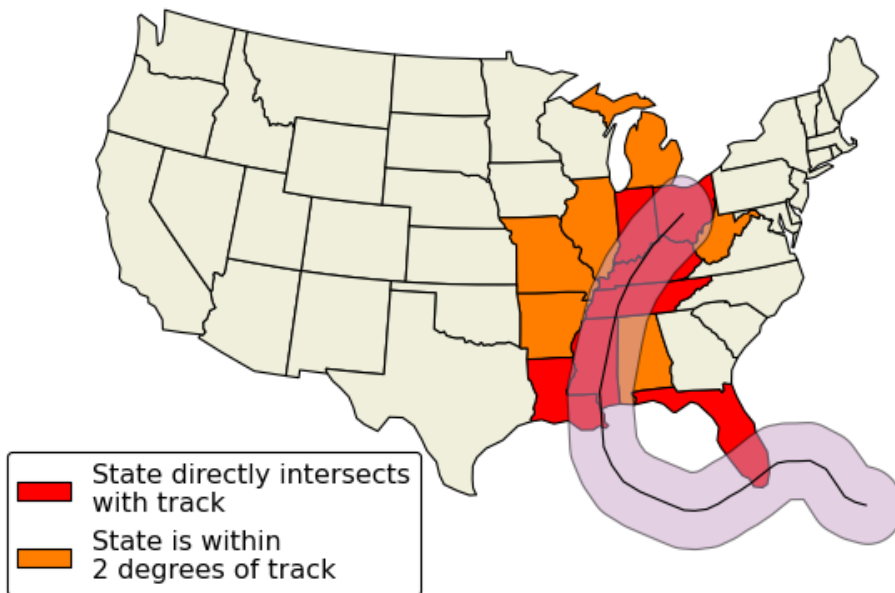 State directly intersects
with track
State is within
2 degrees of track